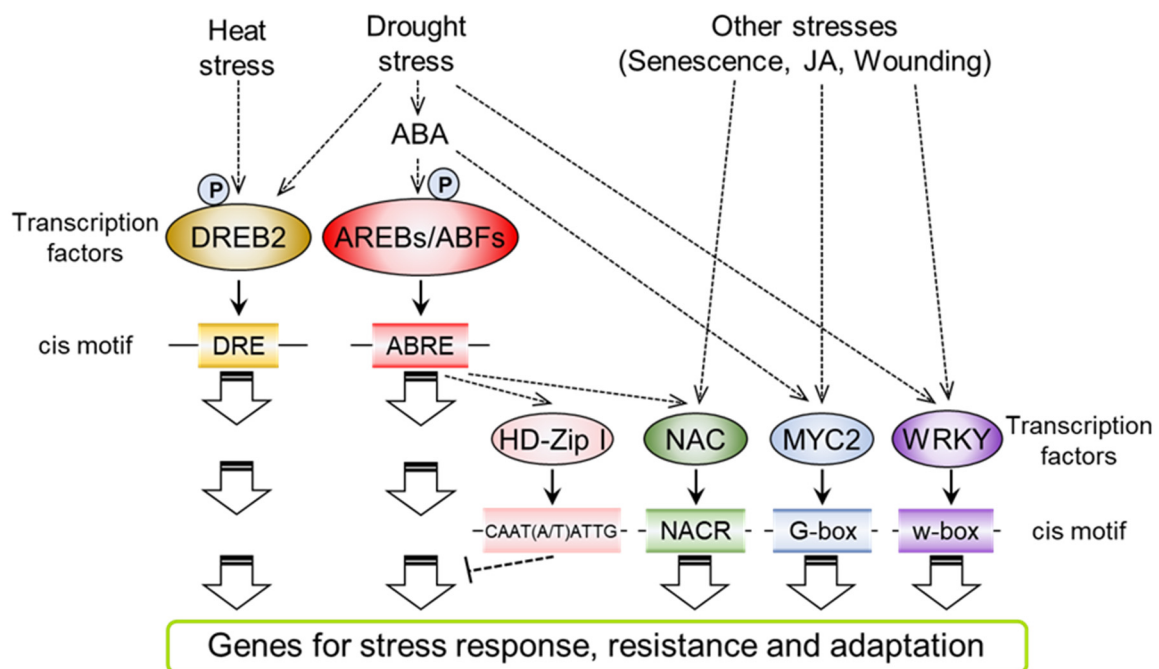 Heat
stress
Drought
stress
Other stresses
(Senescence, JA, Wounding)
ABA
P
P
Transcription
factors
DREB2
AREBs/ABFs
cis motif
DRE
ABRE
HD-Zip I
NAC
MYC2
WRKY
Transcription
factors
CAAT(A/T)ATTG
NACR
G-box
w-box
cis motif
Genes for stress response, resistance and adaptation